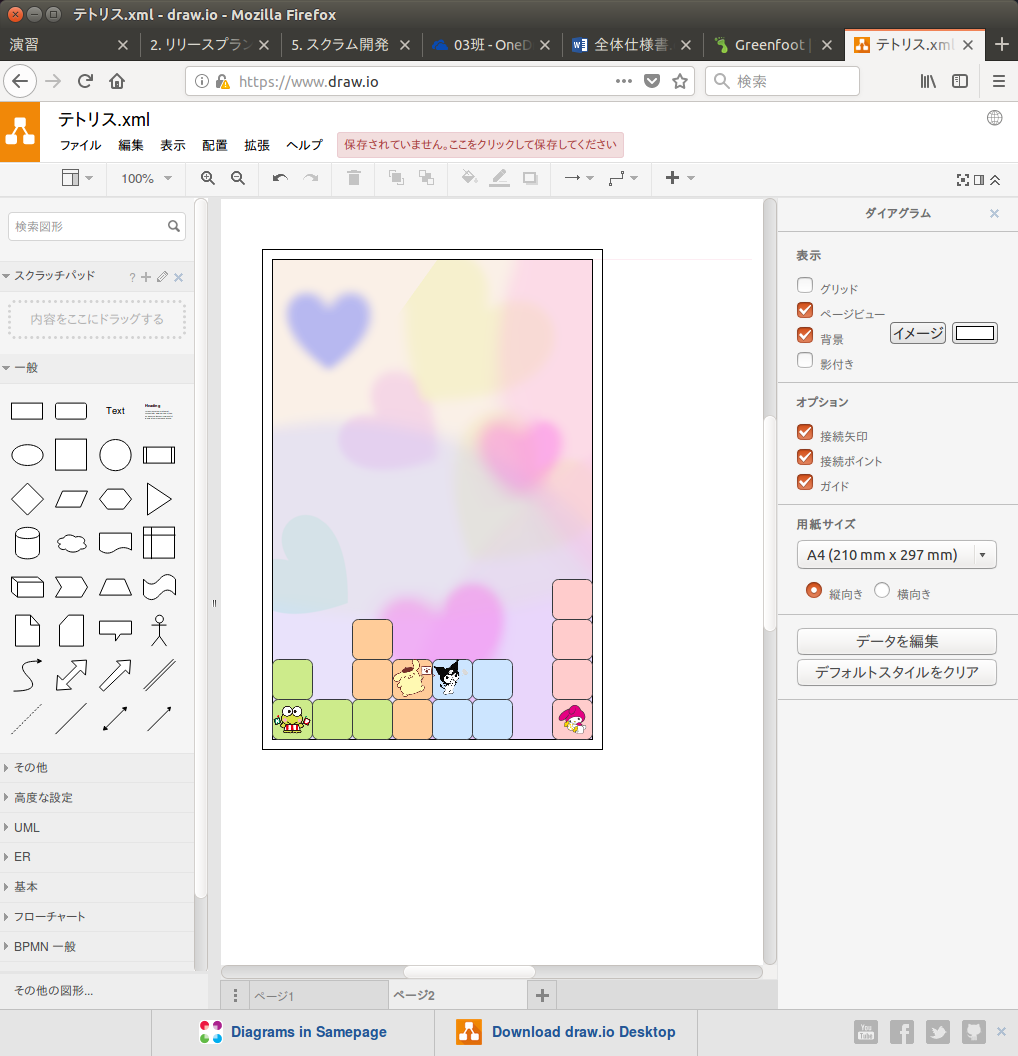 テトリス.xml - draw.io - Mozilla Firefox
演習
2. リリースプラン
5. スクラム開発
03班 - OneD
全体仕様書.
Greenfoot |
テトリス.xml
https://www.draw.io
検索
テトリス.xml
ファイル 編集 表示 配置 拡張 ヘルプ
保存されていません。ここをクリックして保存してください
100%
検索図形
スクラッチパッド
?
内容をここにドラッグする
一般
Text
Heading
その他
高度な設定
UML
ER
基本
フローチャート
BPMN 一般
その他の図形...
ページ1
ページ2
ダイアグラム
表示
グリッド
ページビュー
背景
イメージ
影付き
オプション
接続矢印
接続ポイント
ガイド
用紙サイズ
A4 (210 mm x 297 mm)
縦向き
横向き
データを編集
デフォルトスタイルをクリア
Diagrams in Samepage
Download draw.io Desktop
You
Tube